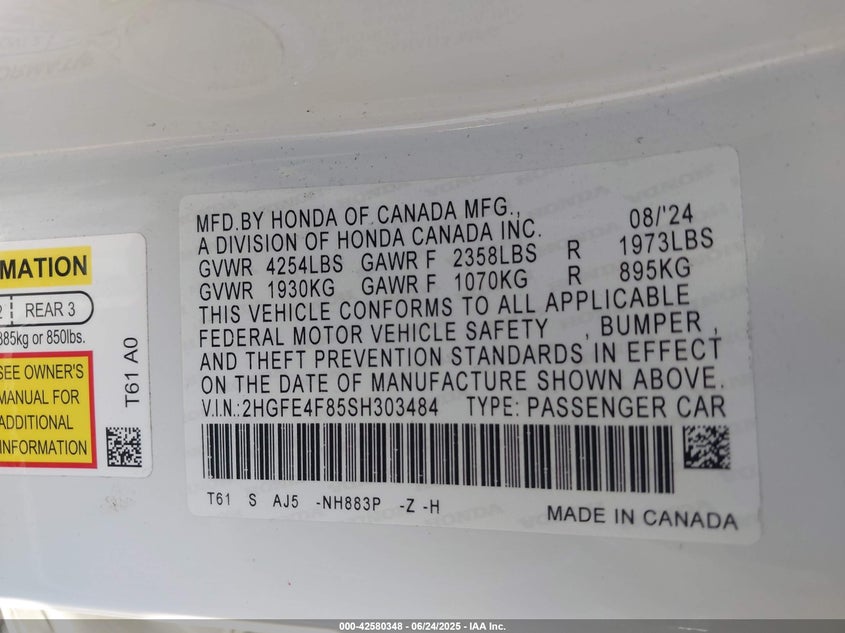 MFD.BY HONDA OF CANADA MFG.,
A DIVISION OF HONDA CANADA INC. 08/'24
GVWR 4254LBS GAWR F 2358LBS R 1973LBS
GVWR 1930KG GAWR F 1070KG R 895KG
THIS VEHICLE CONFORMS TO ALL APPLICABLE
FEDERAL MOTOR VEHICLE SAFETY , BUMPER ,
AND THEFT PREVENTION STANDARDS IN EFFECT
ON THE DATE OF MANUFACTURE SHOWN ABOVE.
V.I.N.:2HGFE4F85SH303484 TYPE: PASSENGER CAR
T61 S AJ5 -NH883P -Z -H
MADE IN CANADA
MATION
2 REAR 3
385kg or 850lbs.
SEE OWNER'S
MANUAL FOR
ADDITIONAL
INFORMATION
T61 A0
000-42580348 - 06/24/2025 - IAA Inc.